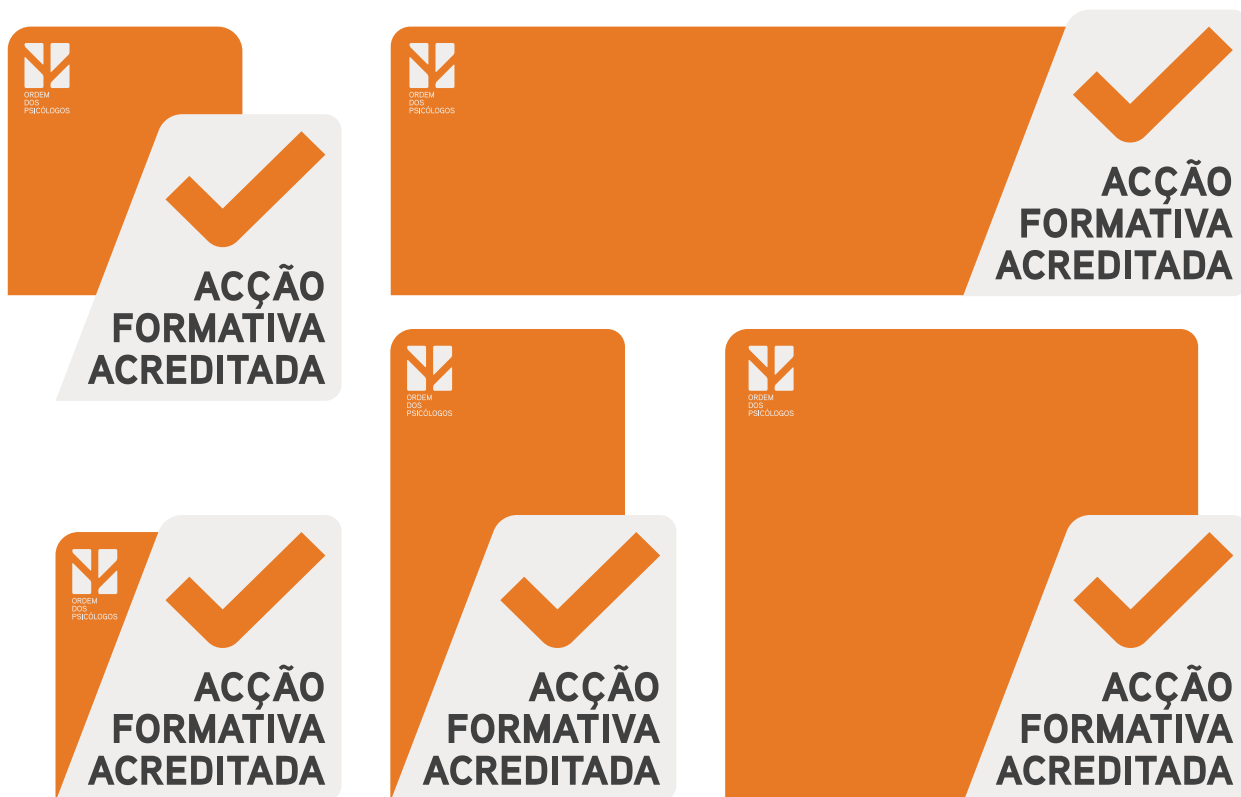 ORDEM
DOS
PSICÓLOGOS
ACÇÃO
FORMATIVA
ACREDITADA
ORDEM
DOS
PSICÓLOGOS
ACÇÃO
FORMATIVA
ACREDITADA
ORDEM
DOS
PSICÓLOGOS
ACÇÃO
FORMATIVA
ACREDITADA
ORDEM
DOS
PSICÓLOGOS
ACÇÃO
FORMATIVA
ACREDITADA
ORDEM
DOS
PSICÓLOGOS
ACÇÃO
FORMATIVA
ACREDITADA